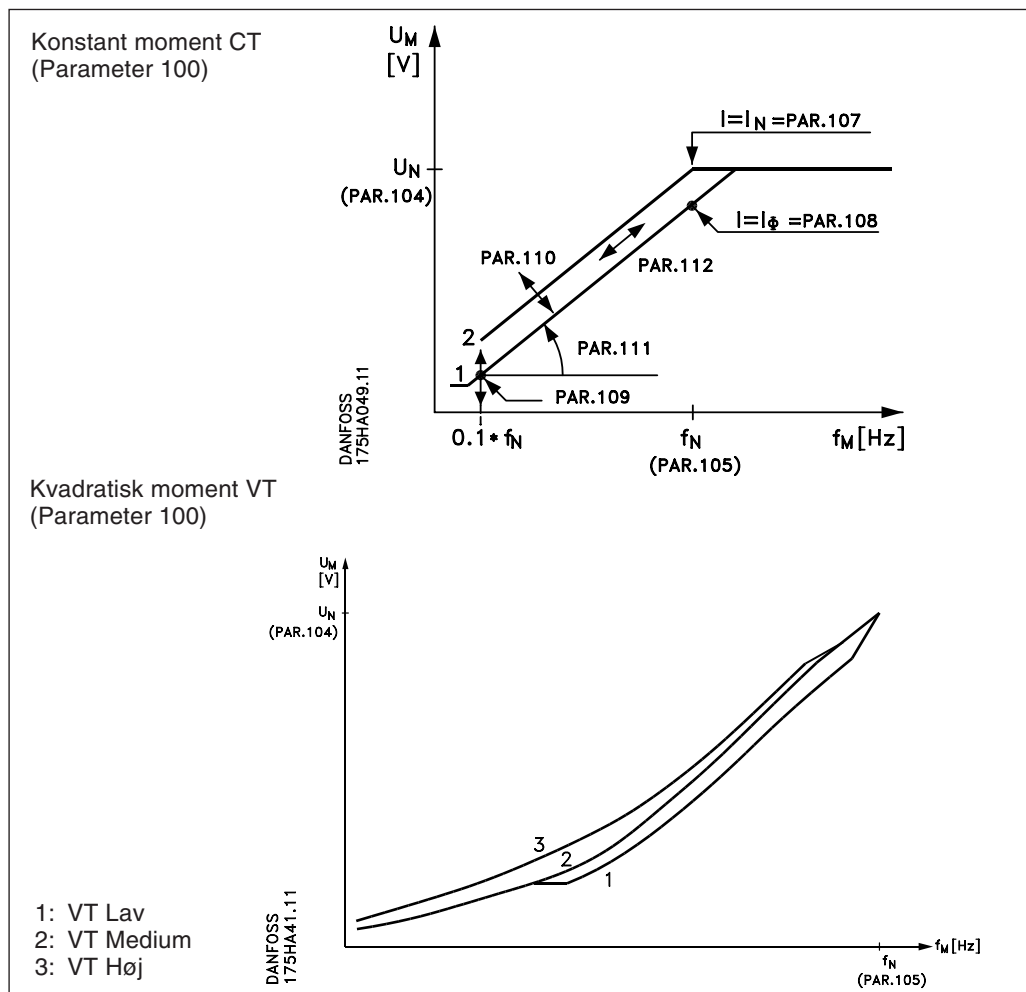 Konstant moment CT
(Parameter 100)
U_M
[V]
I=I_N =PAR.107
U_N
(PAR.104)
I=I_Φ =PAR.108
PAR.110
PAR.112
2
PAR.111
1
PAR.109
DANFOSS
175HA049.11
0.1* f_N
f_N
(PAR.105)
f_M [Hz]
Kvadratisk moment VT
(Parameter 100)
U_M
[V]
U_N
(PAR.104)
3
2
1
1: VT Lav
2: VT Medium
3: VT Høj
DANFOSS
175HA41.11
f_M [Hz]
f_N
(PAR.105)